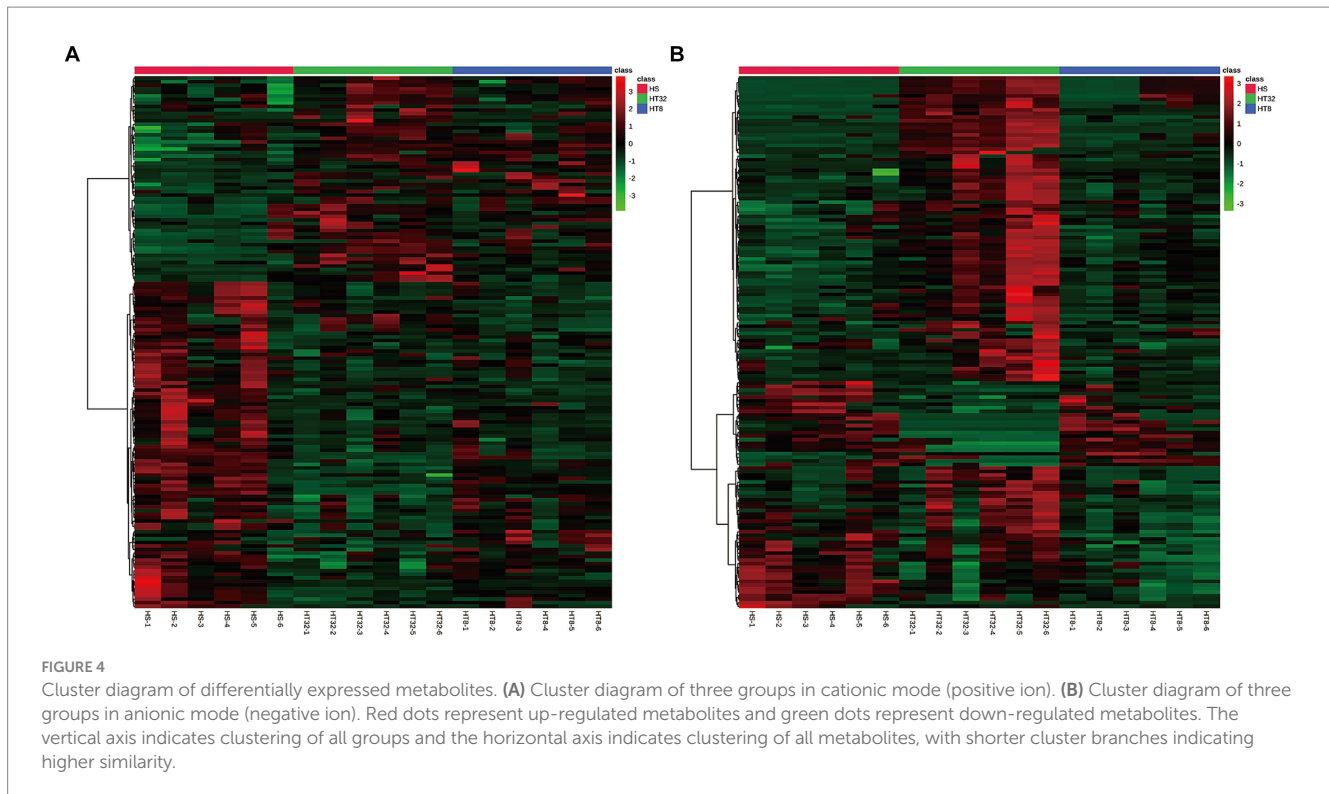 A
B
class
class
HS
HT32
HT8
3
2
1
0
-1
-2
-3
class
class
HS
HT32
HT8
3
2
1
0
-1
-2
-3
HS-1
HS-2
HS-3
HS-4
HS-5
HS-6
HT32-1
HT32-2
HT32-3
HT32-4
HT32-5
HT32-6
HT8-1
HT8-2
HT8-3
HT8-4
HT8-5
HT8-6
HS-1
HS-2
HS-3
HS-4
HS-5
HS-6
HT32-1
HT32-2
HT32-3
HT32-4
HT32-5
HT32-6
HT8-1
HT8-2
HT8-3
HT8-4
HT8-5
HT8-6
FIGURE 4
Cluster diagram of differentially expressed metabolites. (A) Cluster diagram of three groups in cationic mode (positive ion). (B) Cluster diagram of three
groups in anionic mode (negative ion). Red dots represent up-regulated metabolites and green dots represent down-regulated metabolites. The
vertical axis indicates clustering of all groups and the horizontal axis indicates clustering of all metabolites, with shorter cluster branches indicating
higher similarity.